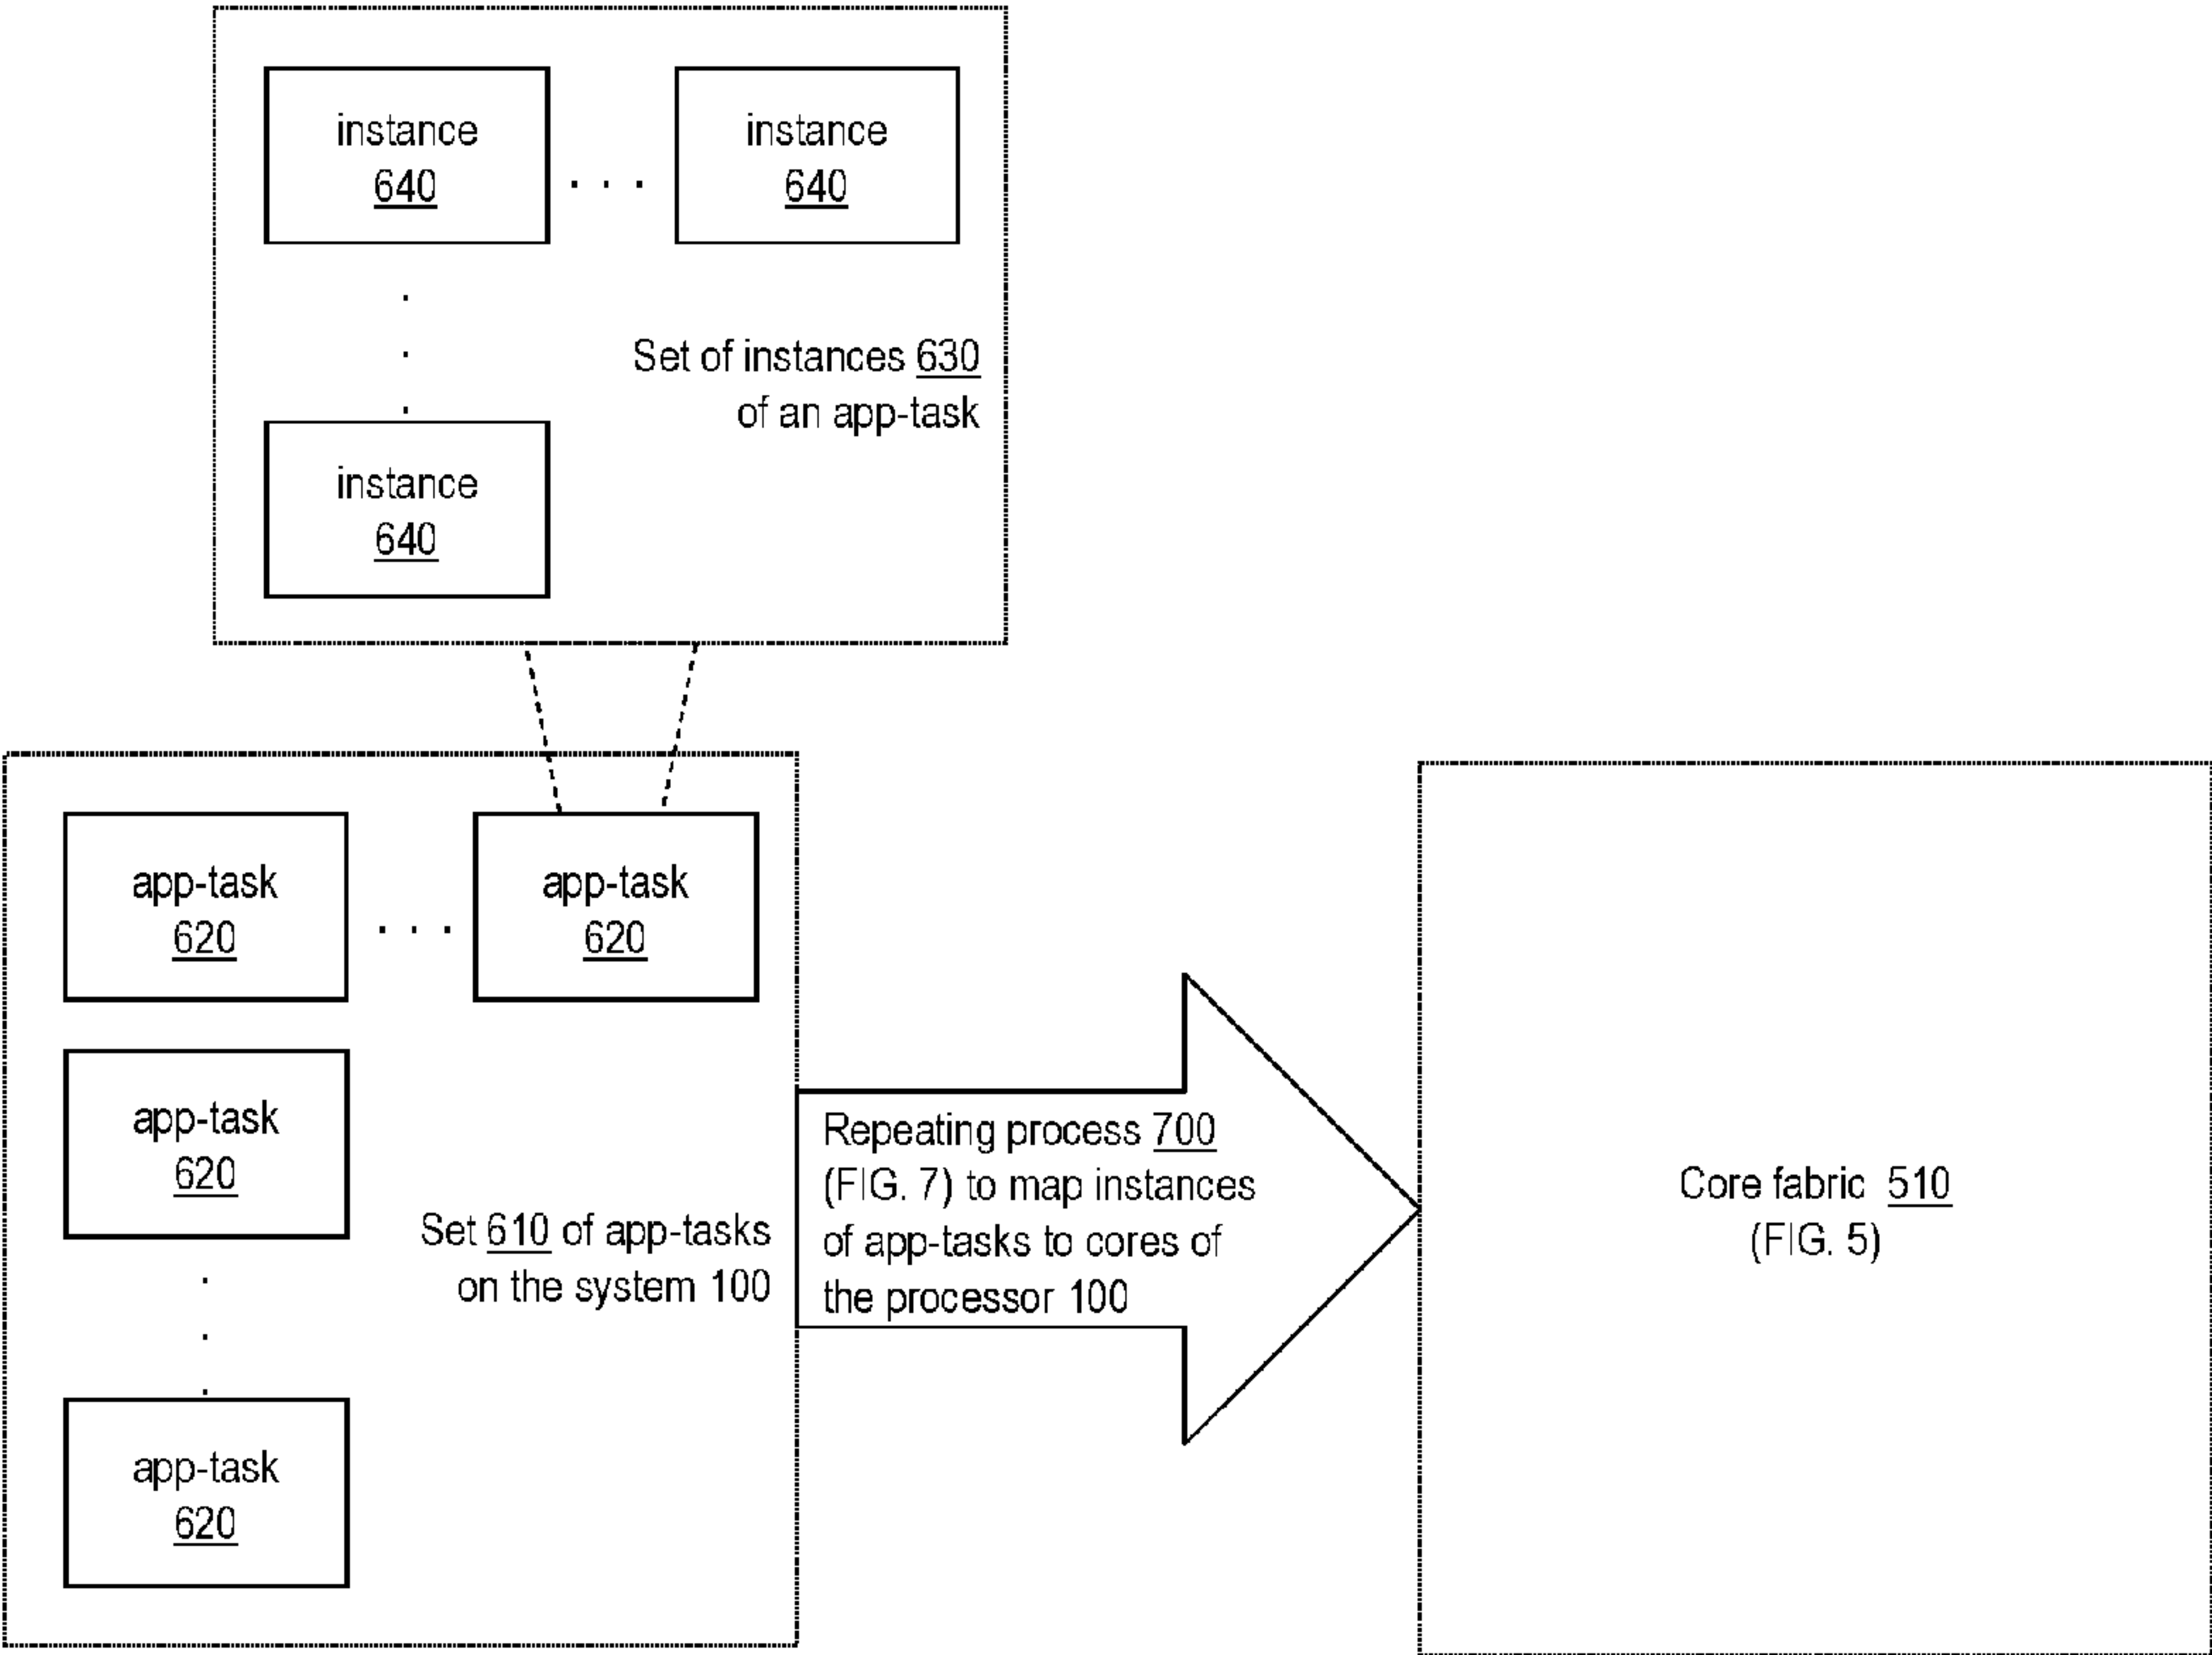 instance
640
. . .
instance
640
.
.
.
Set of instances 630
of an app-task
instance
640
app-task
620
. . .
app-task
620
app-task
620
Set 610 of app-tasks
on the system 100
.
.
.
app-task
620
Repeating process 700
(FIG. 7) to map instances
of app-tasks to cores of
the processor 100
Core fabric 510
(FIG. 5)